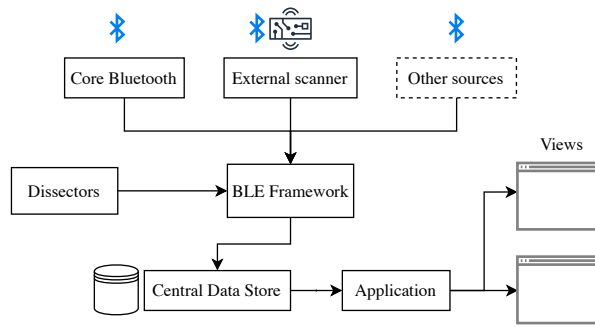 Core Bluetooth
External scanner
Other sources
Views
Dissectors
BLE Framework
Central Data Store
Application